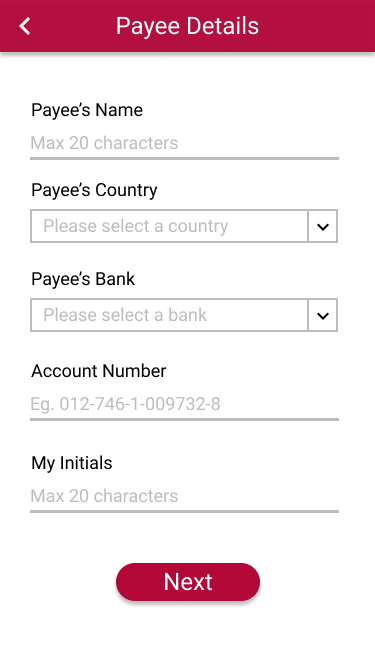 Payee Details
Payee’s Name
Max 20 characters
Payee’s Country
Please select a country
Payee’s Bank
Please select a bank
Account Number
Eg. 012-746-1-009732-8
My Initials
Max 20 characters
Next